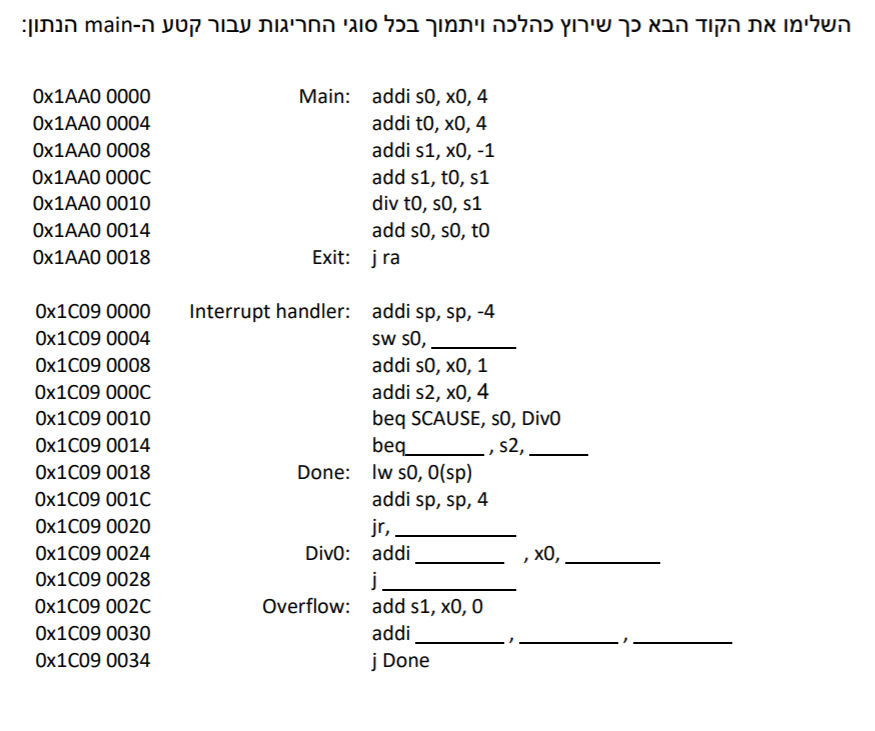 השלימו את הקוד הבא כך שירוץ כהלכה ויתמוך בכל סוגי החריגות עבור קטע ה-main הנתון:
0x1AA0 0000 Main: addi s0, x0, 4
0x1AA0 0004 addi t0, x0, 4
0x1AA0 0008 addi s1, x0, -1
0x1AA0 000C add s1, t0, s1
0x1AA0 0010 div t0, s0, s1
0x1AA0 0014 add s0, s0, t0
0x1AA0 0018 Exit: j ra
0x1C09 0000 Interrupt handler: addi sp, sp, -4
0x1C09 0004 sw s0, ________
0x1C09 0008 addi s0, x0, 1
0x1C09 000C addi s2, x0, 4
0x1C09 0010 beq SCAUSE, s0, Div0
0x1C09 0014 beq________ , s2, ______
0x1C09 0018 Done: lw s0, 0(sp)
0x1C09 001C addi sp, sp, 4
0x1C09 0020 jr, ____________
0x1C09 0024 Div0: addi _________ , x0, _________
0x1C09 0028 j _____________
0x1C09 002C Overflow: add s1, x0, 0
0x1C09 0030 addi _________ , __________ , __________
0x1C09 0034 j Done